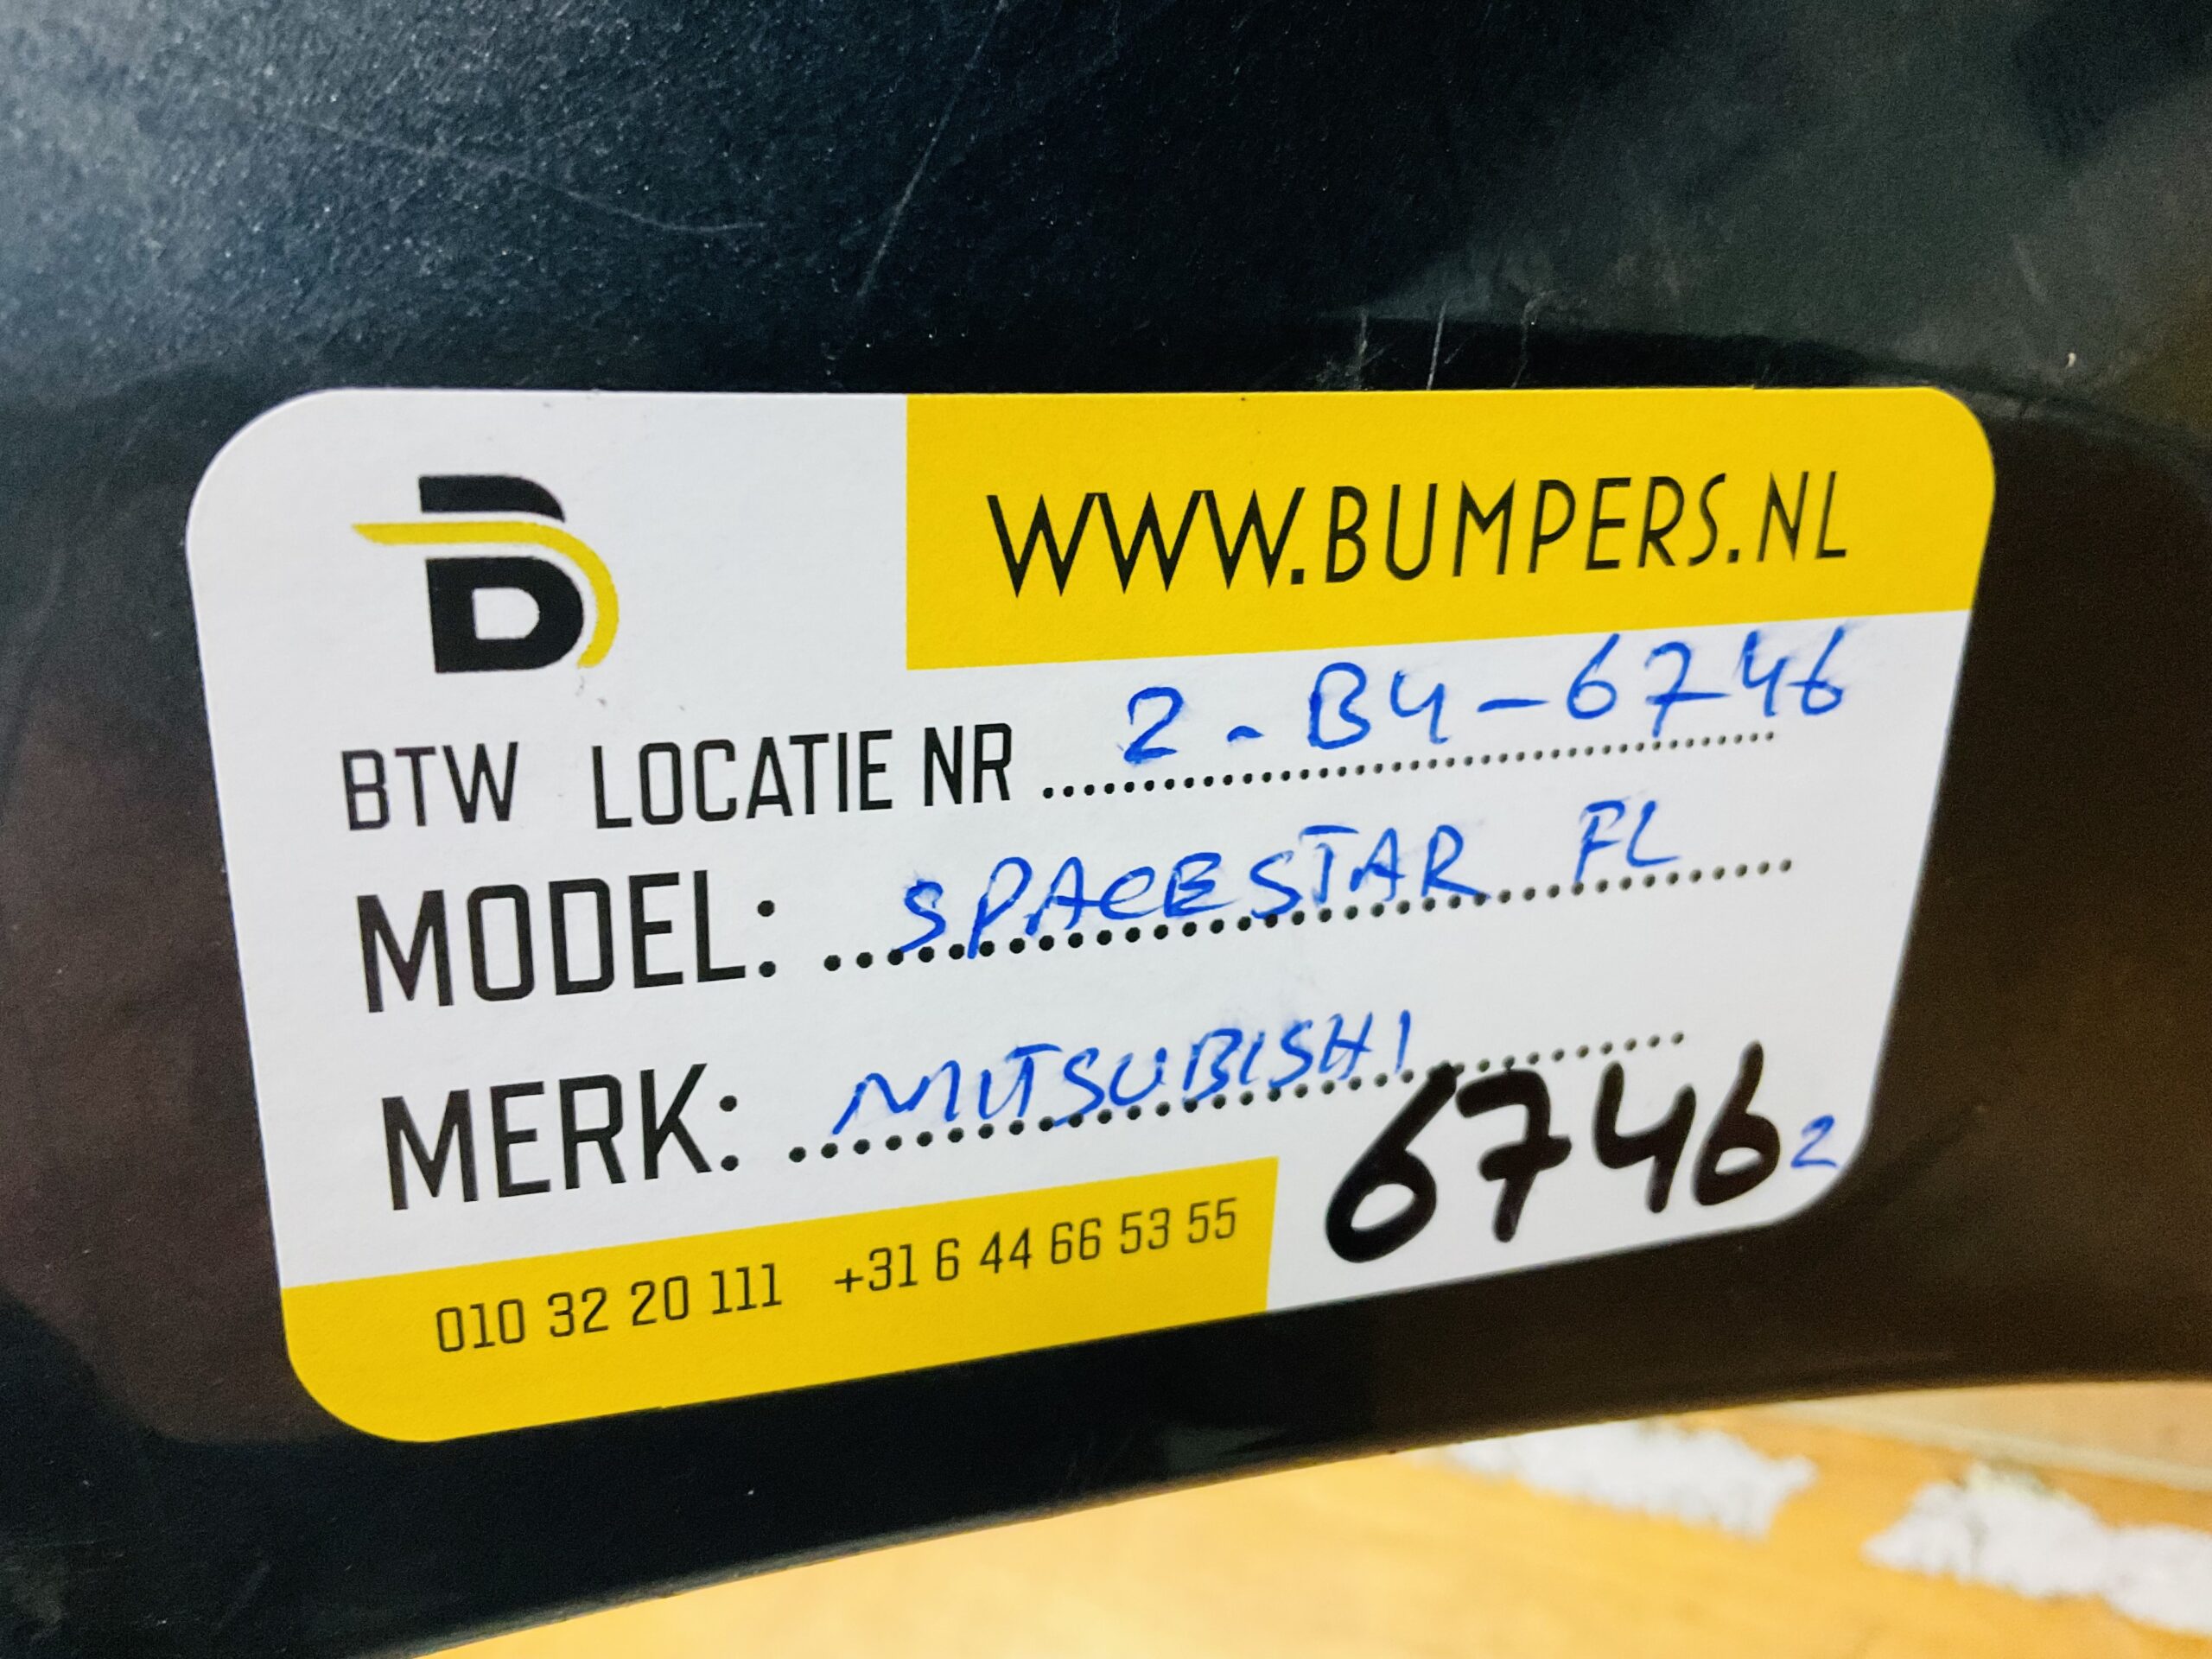 B
WWW.BUMPERS.NL
BTW LOCATIE NR 2-B4-6746
MODEL: SPACESTAR FL
MERK: MITSUBISHI
6746 2
010 32 20 111 +31 6 44 66 53 55